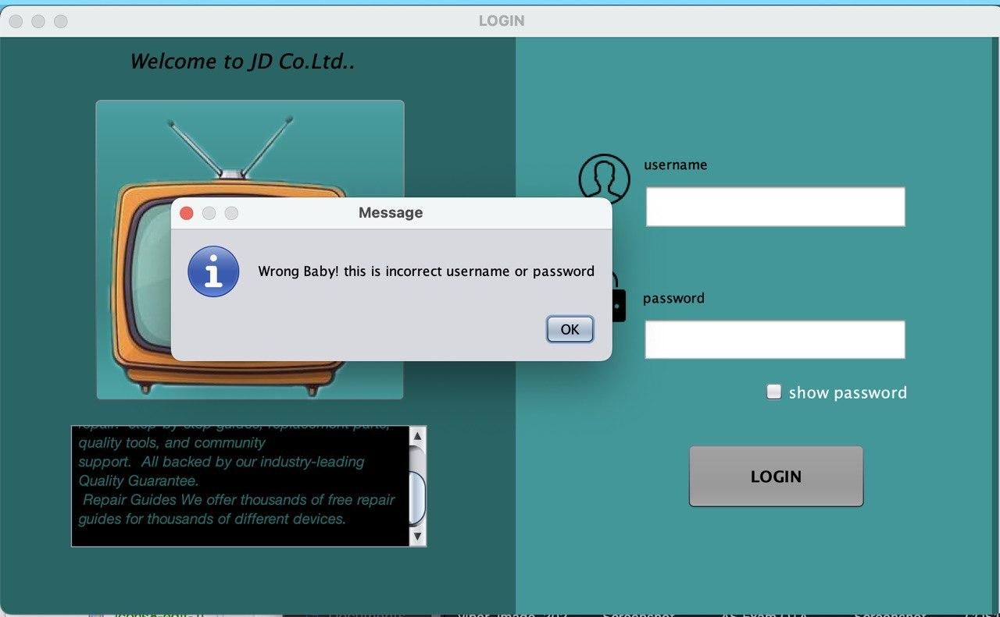 LOGIN
Welcome to JD Co.Ltd..
username
Message
Wrong Baby! this is incorrect username or password
OK
password
show password
repair: step-by-step guides, replacement parts,
quality tools, and community
support.  All backed by our industry-leading
Quality Guarantee.
Repair Guides We offer thousands of free repair
guides for thousands of different devices.
LOGIN